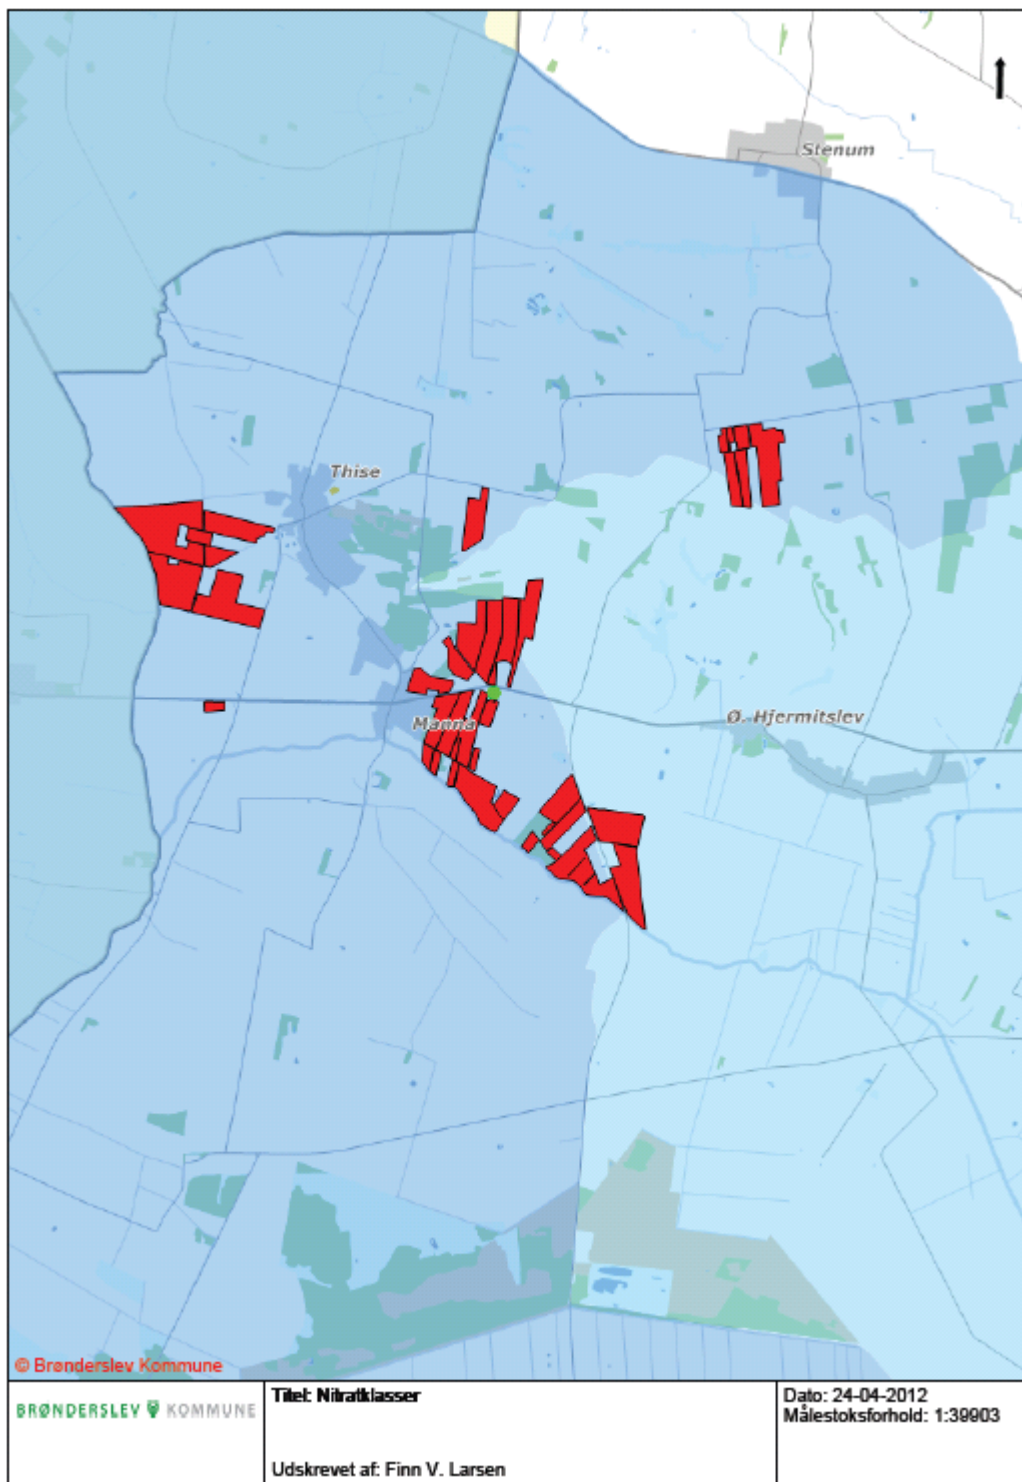 Stenum
Thise
Manna
Ø. Hjermitslev
© Brønderslev Kommune
BRØNDERSLEV KOMMUNE
Titel: Nitratklasser
Udskrevet af: Finn V. Larsen
Dato: 24-04-2012
Målestoksforhold: 1:39903